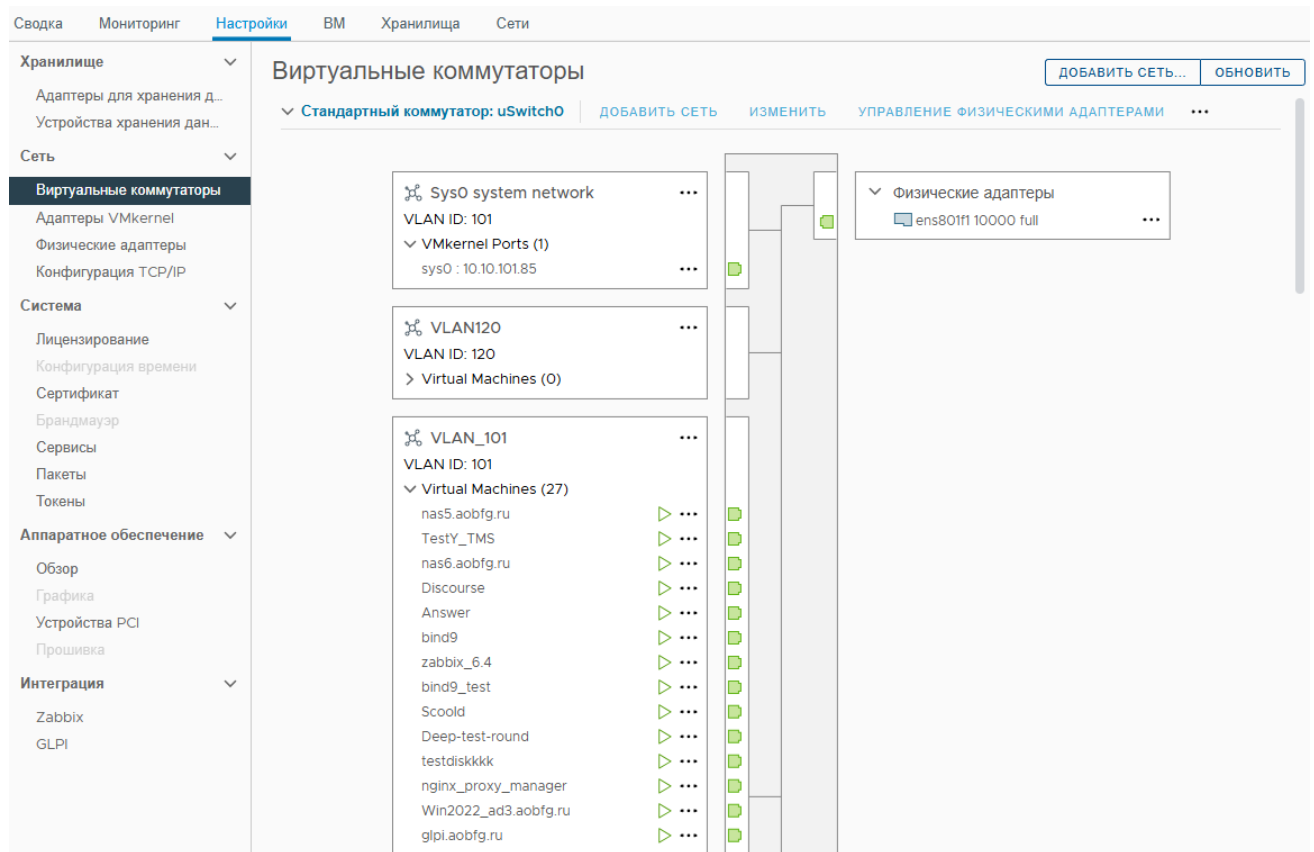 Сводка Мониторинг Настройки ВМ Хранилища Сети
Хранилище
Адаптеры для хранения д...
Устройства хранения дан...
Сеть
Виртуальные коммутаторы
Адаптеры VMkernel
Физические адаптеры
Конфигурация TCP/IP
Система
Лицензирование
Конфигурация времени
Сертификат
Брандмауэр
Сервисы
Пакеты
Токены
Аппаратное обеспечение
Обзор
Графика
Устройства PCI
Прошивка
Интеграция
Zabbix
GLPI
Виртуальные коммутаторы
ДОБАВИТЬ СЕТЬ... ОБНОВИТЬ
Стандартный коммутатор: uSwitch0 ДОБАВИТЬ СЕТЬ ИЗМЕНИТЬ УПРАВЛЕНИЕ ФИЗИЧЕСКИМИ АДАПТЕРАМИ
Sys0 system network
VLAN ID: 101
VMkernel Ports (1)
sys0 : 10.10.101.85
VLAN120
VLAN ID: 120
Virtual Machines (0)
VLAN_101
VLAN ID: 101
Virtual Machines (27)
nas5.aobfg.ru
TestY_TMS
nas6.aobfg.ru
Discourse
Answer
bind9
zabbix_6.4
bind9_test
Scoold
Deep-test-round
testdiskkkk
nginx_proxy_manager
Win2022_ad3.aobfg.ru
glpi.aobfg.ru
Физические адаптеры
ens801f1 10000 full